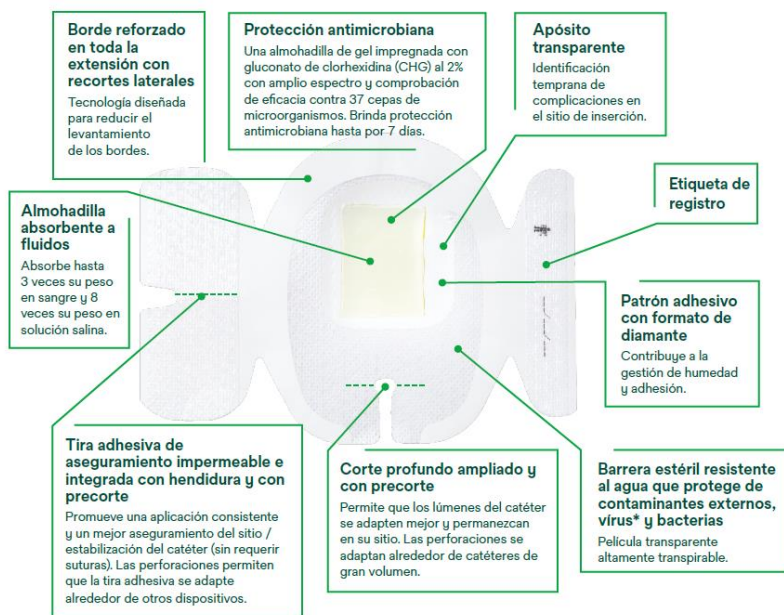 Borde reforzado
en toda la
extensión con
recortes laterales
Tecnología diseñada
para reducir el
levantamiento
de los bordes.
Protección antimicrobiana
Una almohadilla de gel impregnada con
gluconato de clorhexidina (CHG) al 2%
con amplio espectro y comprobación
de eficacia contra 37 cepas de
microorganismos. Brinda protección
antimicrobiana hasta por 7 días.
Apósito
transparente
Identificación
temprana de
complicaciones en
el sitio de inserción.
Etiqueta de
registro
Almohadilla
absorbente a
fluidos
Absorbe hasta
3 veces su peso
en sangre y 8
veces su peso en
solución salina.
Patrón adhesivo
con formato de
diamante
Contribuye a la
gestión de humedad
y adhesión.
Tira adhesiva de
aseguramiento impermeable e
integrada con hendidura y con
precorte
Promueve una aplicación consistente
y un mejor aseguramiento del sitio /
estabilización del catéter (sin requerir
suturas). Las perforaciones permiten
que la tira adhesiva se adapte
alrededor de otros dispositivos.
Corte profundo ampliado y
con precorte
Permite que los lúmenes del catéter
se adapten mejor y permanezcan
en su sitio. Las perforaciones se
adaptan alrededor de catéteres de
gran volumen.
Barrera estéril resistente
al agua que protege de
contaminantes externos,
vírus* y bacterias
Película transparente
altamente transpirable.